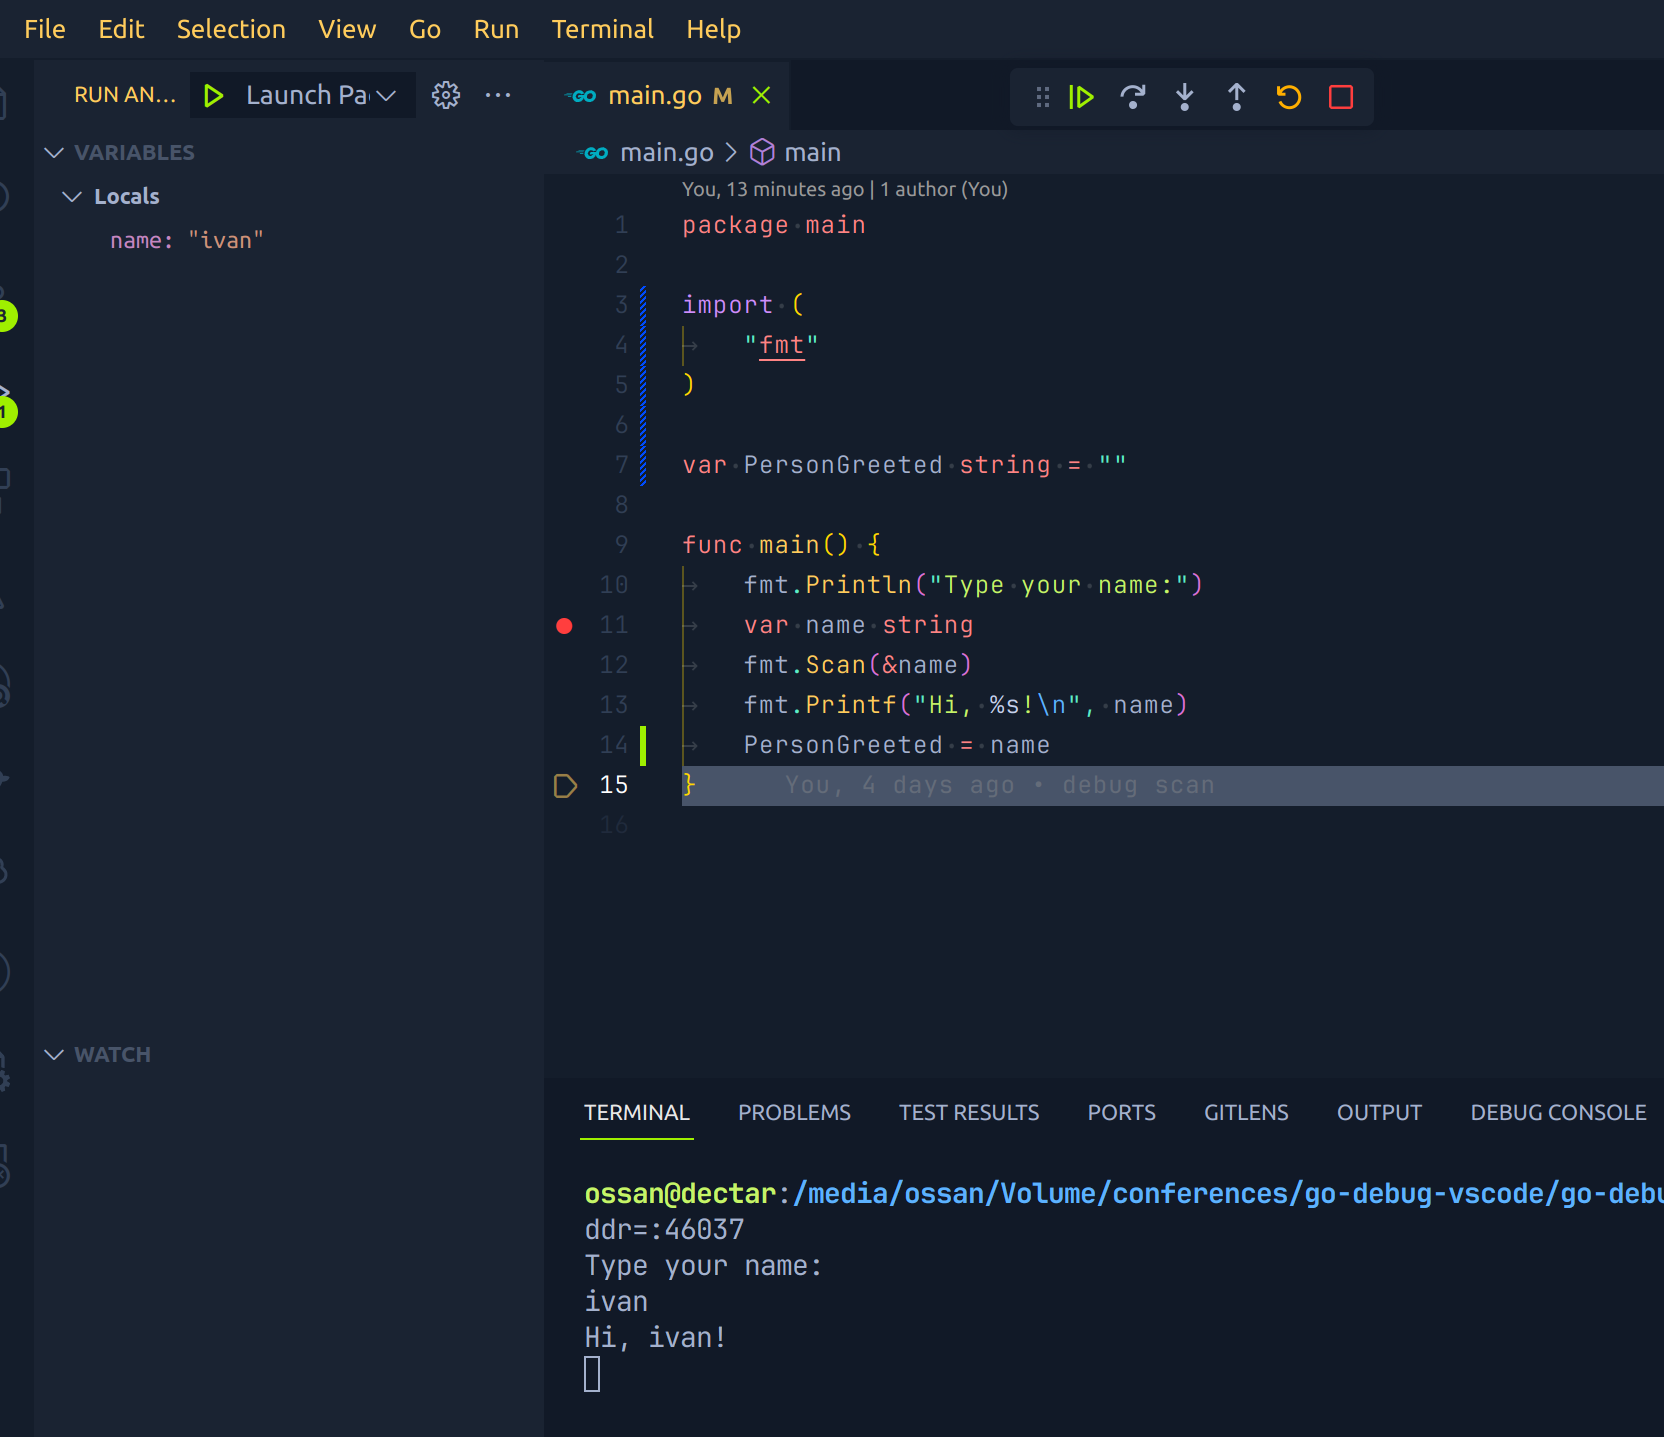 File Edit Selection View Go Run Terminal Help
RUN AN... Launch Pa
main.go M
VARIABLES
Locals
name: "ivan"
main.go > main
You, 13 minutes ago | 1 author (You)
1 package main
2
3 import (
4 "fmt"
5 )
6
7 var PersonGreeted string = ""
8
9 func main() {
10 fmt.Println("Type your name:")
11 var name string
12 fmt.Scan(&name)
13 fmt.Printf("Hi, %s!\n", name)
14 PersonGreeted = name
15 } You, 4 days ago • debug scan
16
3
1
WATCH
TERMINAL PROBLEMS TEST RESULTS PORTS GITLENS OUTPUT DEBUG CONSOLE
ossan@dectar:/media/ossan/Volume/conferences/go-debug-vscode/go-debu
ddr=:46037
Type your name:
ivan
Hi, ivan!